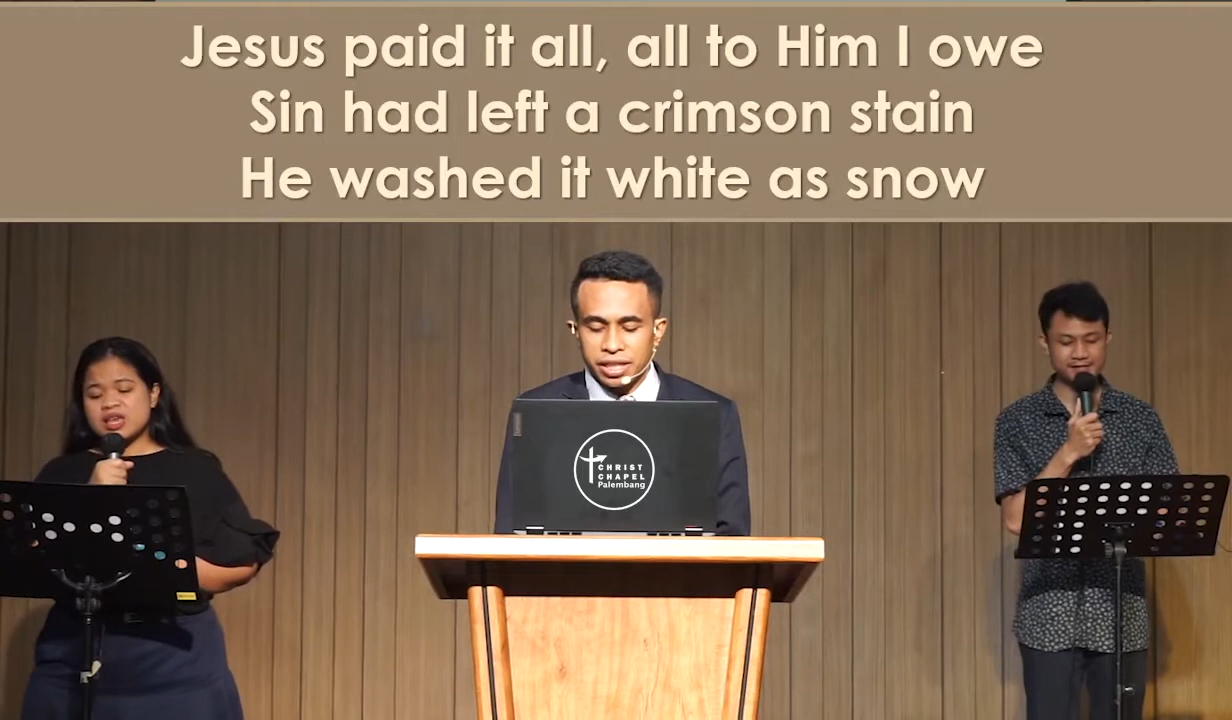 Jesus paid it all, all to Him I owe
Sin had left a crimson stain
He washed it white as snow
CHRIST
CHAPEL
Palembang